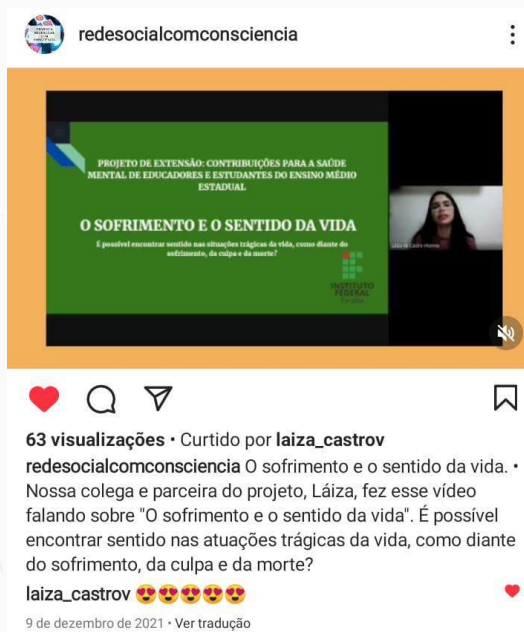 redesocialcomconsciencia
PROJETO DE EXTENSÃO: CONTRIBUIÇÕES PARA A SAÚDE
MENTAL DE EDUCADORES E ESTUDANTES DO ENSINO MÉDIO
ESTADUAL
O SOFRIMENTO E O SENTIDO DA VIDA
É possível encontrar sentido nas situações trágicas da vida, como diante do
sofrimento, da culpa e da morte?
INSTITUTO
FEDERAL
Paraíba
63 visualizações • Curtido por laiza_castrov
redesocialcomconsciencia O sofrimento e o sentido da vida. •
Nossa colega e parceira do projeto, Láiza, fez esse vídeo
falando sobre "O sofrimento e o sentido da vida". É possível
encontrar sentido nas atuações trágicas da vida, como diante
do sofrimento, da culpa e da morte?
laiza_castrov 😍😍😍😍😍
9 de dezembro de 2021 • Ver tradução